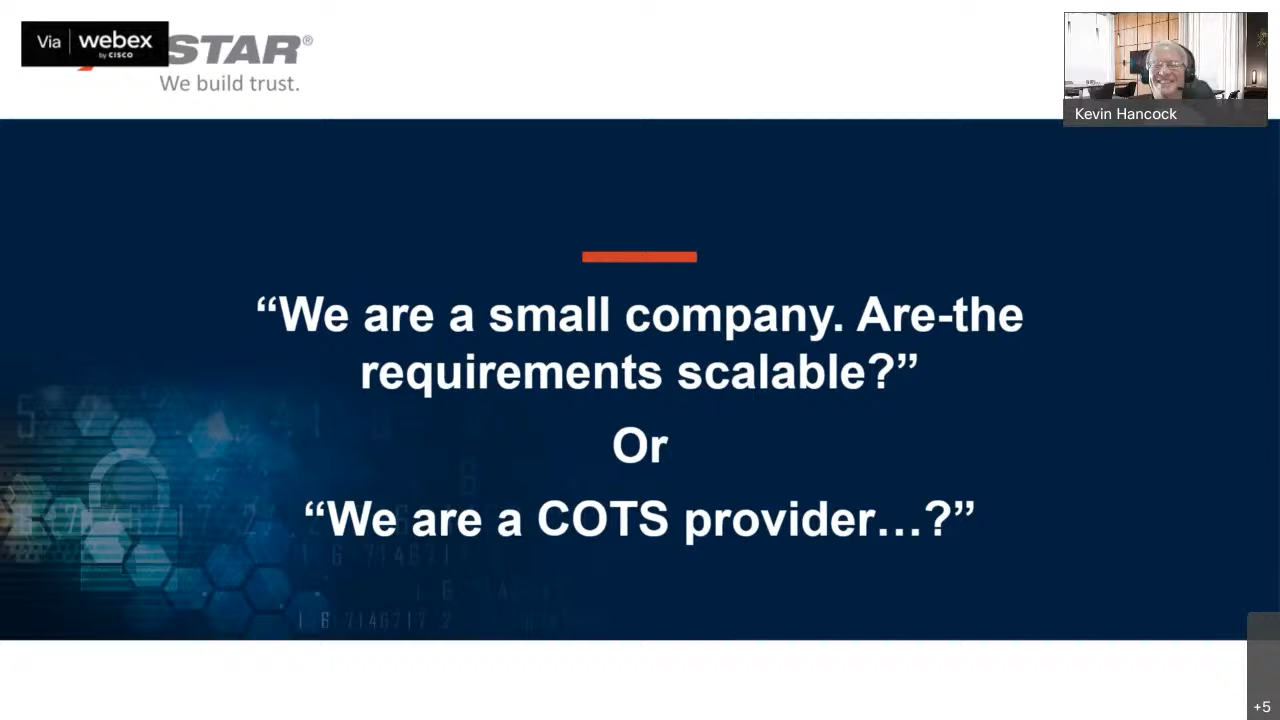 Via webex
by CISCO
STAR®
We build trust.
Kevin Hancock
“We are a small company. Are-the
requirements scalable?”
Or
“We are a COTS provider…?”
+5